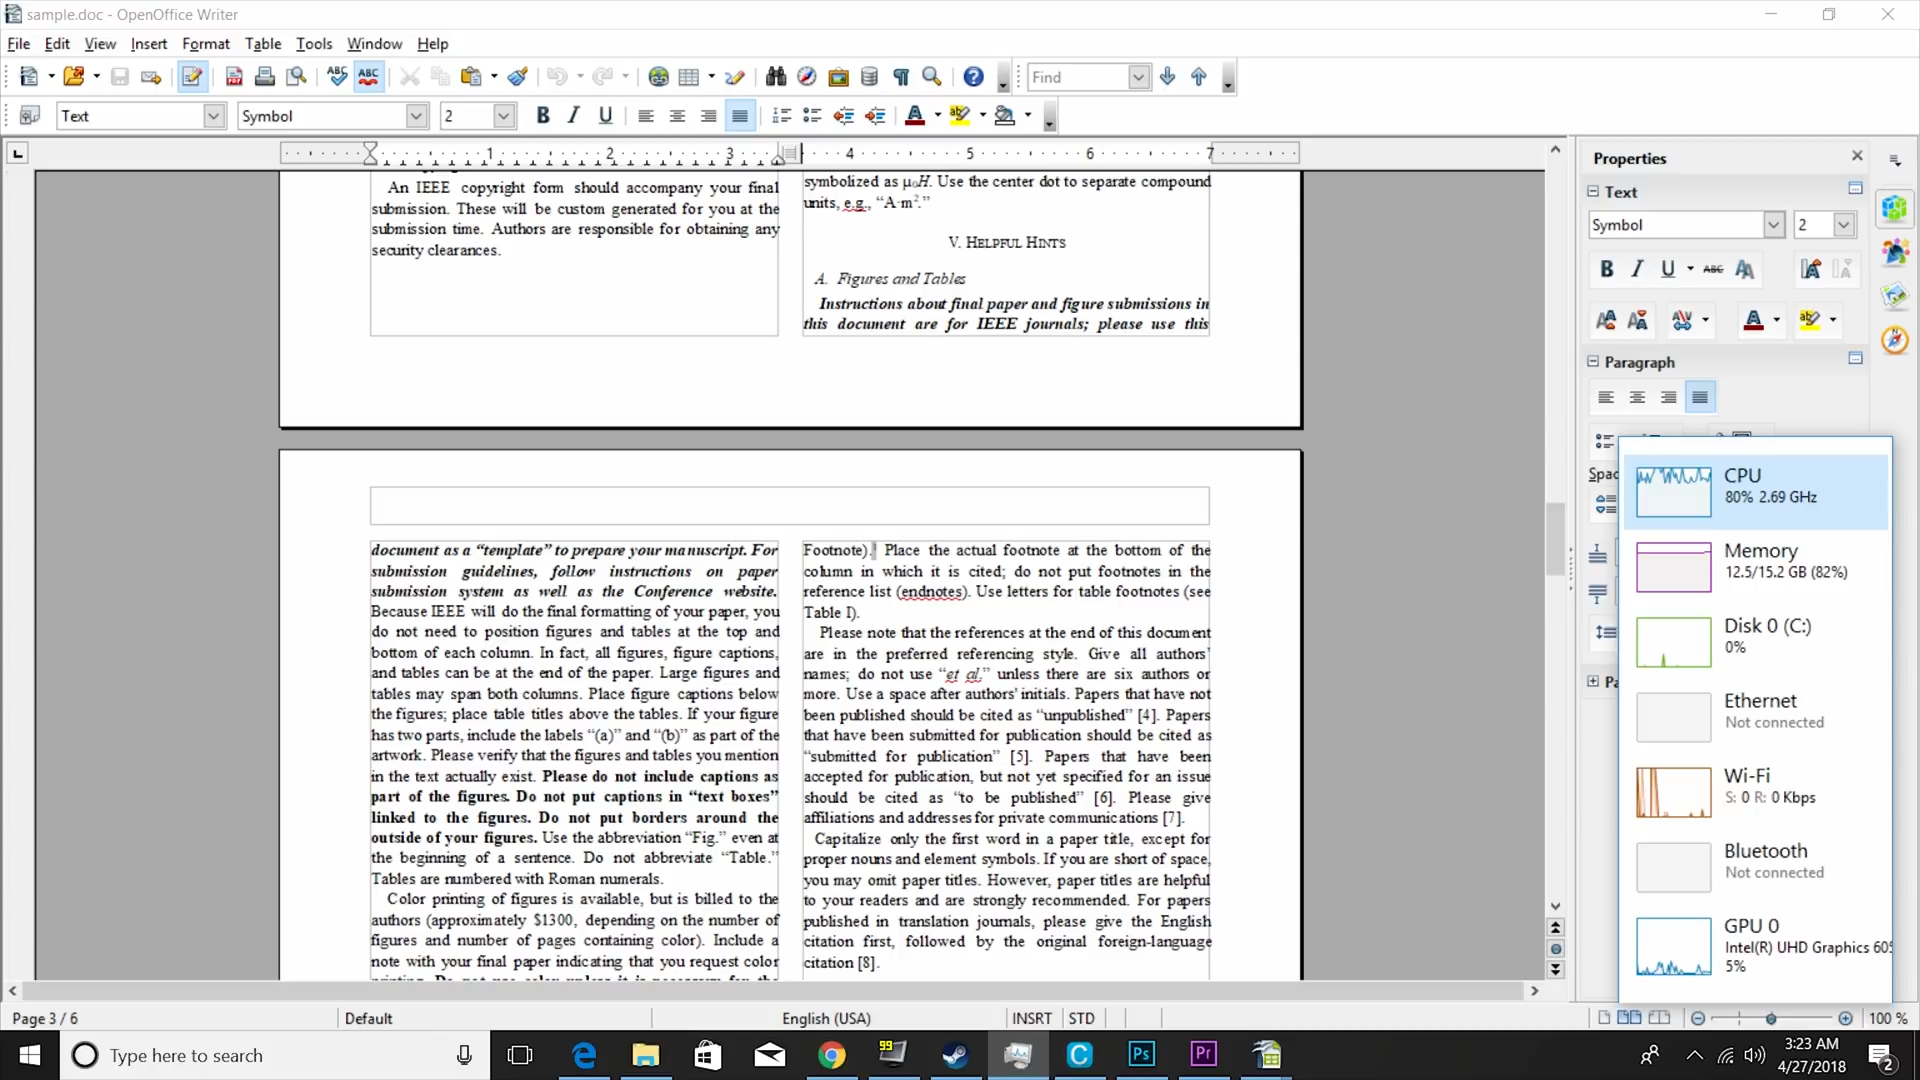 sample.doc - OpenOffice Writer
File Edit View Insert Format Table Tools Window Help
Find
Text Symbol 2
1 2 3 4 5 6 7
An IEEE copyright form should accompany your final
submission. These will be custom generated for you at the
submission time. Authors are responsible for obtaining any
security clearances.
symbolized as μ0H. Use the center dot to separate compound
units, e.g., “A·m².”
V. HELPFUL HINTS
A. Figures and Tables
Instructions about final paper and figure submissions in
this document are for IEEE journals; please use this
document as a “template” to prepare your manuscript. For
submission guidelines, follow instructions on paper
submission system as well as the Conference website.
Because IEEE will do the final formatting of your paper, you
do not need to position figures and tables at the top and
bottom of each column. In fact, all figures, figure captions,
and tables can be at the end of the paper. Large figures and
tables may span both columns. Place figure captions below
the figures; place table titles above the tables. If your figure
has two parts, include the labels “(a)” and “(b)” as part of the
artwork. Please verify that the figures and tables you mention
in the text actually exist. Please do not include captions as
part of the figures. Do not put captions in “text boxes”
linked to the figures. Do not put borders around the
outside of your figures. Use the abbreviation “Fig.” even at
the beginning of a sentence. Do not abbreviate “Table.”
Tables are numbered with Roman numerals.
Color printing of figures is available, but is billed to the
authors (approximately $1300, depending on the number of
figures and number of pages containing color). Include a
note with your final paper indicating that you request color
Footnote). Place the actual footnote at the bottom of the
column in which it is cited; do not put footnotes in the
reference list (endnotes). Use letters for table footnotes (see
Table I).
Please note that the references at the end of this document
are in the preferred referencing style. Give all authors’
names; do not use “et al.” unless there are six authors or
more. Use a space after authors' initials. Papers that have not
been published should be cited as “unpublished” [4]. Papers
that have been submitted for publication should be cited as
“submitted for publication” [5]. Papers that have been
accepted for publication, but not yet specified for an issue
should be cited as “to be published” [6]. Please give
affiliations and addresses for private communications [7].
Capitalize only the first word in a paper title, except for
proper nouns and element symbols. If you are short of space,
you may omit paper titles. However, paper titles are helpful
to your readers and are strongly recommended. For papers
published in translation journals, please give the English
citation first, followed by the original foreign-language
citation [8].
Properties
Text
Symbol 2
Paragraph
Spac
Pa
CPU
80% 2.69 GHz
Memory
12.5/15.2 GB (82%)
Disk 0 (C:)
0%
Ethernet
Not connected
Wi-Fi
S: 0 R: 0 Kbps
Bluetooth
Not connected
GPU 0
Intel(R) UHD Graphics 605
5%
Page 3 / 6 Default English (USA) INSRT STD 100 %
Type here to search
99
Ps
Pr
3:23 AM
4/27/2018
2